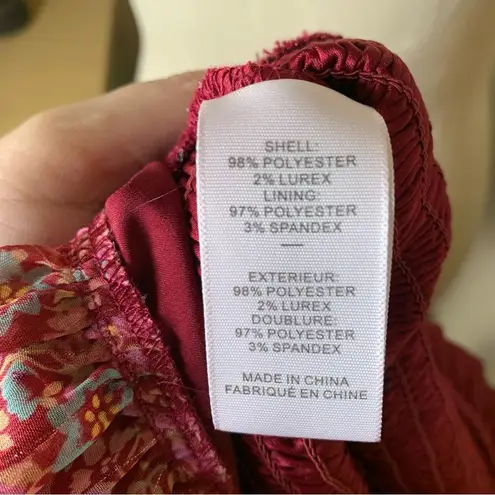 SHELL:
98% POLYESTER
2% LUREX
LINING:
97% POLYESTER
3% SPANDEX
—
EXTERIEUR:
98% POLYESTER
2% LUREX
DOUBLURE:
97% POLYESTER
3% SPANDEX
MADE IN CHINA
FABRIQUÉ EN CHINE